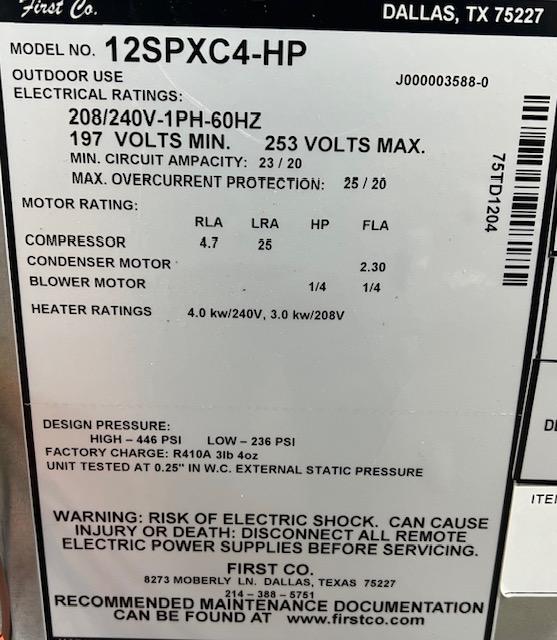 First Co. DALLAS, TX 75227
MODEL NO. 12SPXC4-HP
OUTDOOR USE J000003588-0
ELECTRICAL RATINGS:
208/240V-1PH-60HZ
197 VOLTS MIN. 253 VOLTS MAX.
MIN. CIRCUIT AMPACITY: 23 / 20
MAX. OVERCURRENT PROTECTION: 25 / 20
75TD1204
MOTOR RATING:
RLA LRA HP FLA
COMPRESSOR 4.7 25
CONDENSER MOTOR 2.30
BLOWER MOTOR 1/4 1/4
HEATER RATINGS 4.0 kw/240V, 3.0 kw/208V
DESIGN PRESSURE:
HIGH – 446 PSI LOW – 236 PSI
FACTORY CHARGE: R410A 3lb 4oz
UNIT TESTED AT 0.25" IN W.C. EXTERNAL STATIC PRESSURE
WARNING: RISK OF ELECTRIC SHOCK. CAN CAUSE
INJURY OR DEATH: DISCONNECT ALL REMOTE
ELECTRIC POWER SUPPLIES BEFORE SERVICING.
FIRST CO.
8273 MOBERLY LN. DALLAS, TEXAS 75227
214 – 388 – 5751
RECOMMENDED MAINTENANCE DOCUMENTATION
CAN BE FOUND AT www.firstco.com